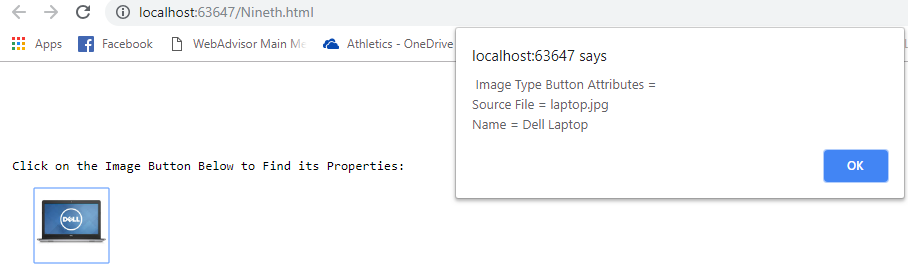 localhost:63647/Nineth.html
Apps Facebook WebAdvisor Main Me Athletics - OneDrive
localhost:63647 says
Image Type Button Attributes =
Source File = laptop.jpg
Name = Dell Laptop
OK
Click on the Image Button Below to Find its Properties:
DELL